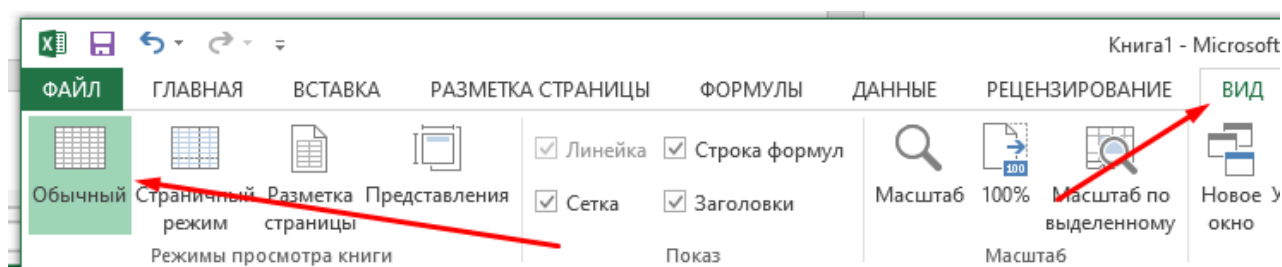 Книга1 - Microsoft
ФАЙЛ ГЛАВНАЯ ВСТАВКА РАЗМЕТКА СТРАНИЦЫ ФОРМУЛЫ ДАННЫЕ РЕЦЕНЗИРОВАНИЕ ВИД
Линейка Строка формул
100
Обычный Страничный Разметка Представления Сетка Заголовки Масштаб 100% Масштаб по Новое
режим страницы выделенному окно
Режимы просмотра книги Показ Масштаб